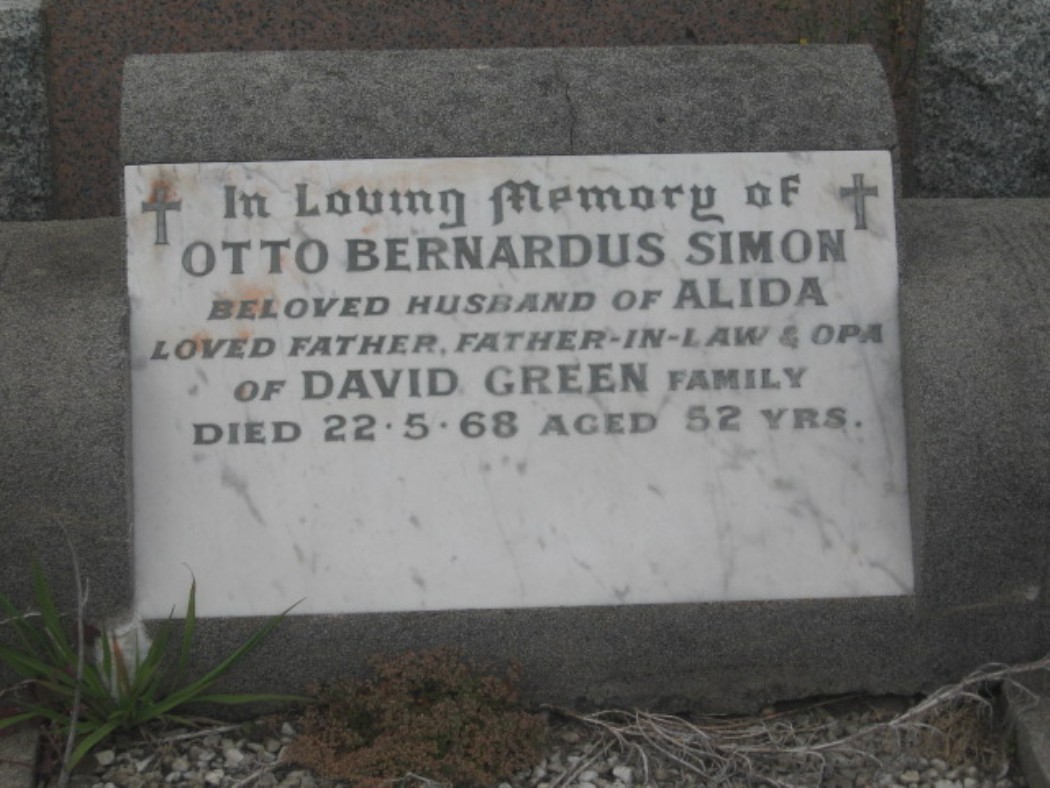 In Loving Memory of
OTTO BERNARDUS SIMON
BELOVED HUSBAND OF ALIDA
LOVED FATHER, FATHER-IN-LAW & OPA
OF DAVID GREEN FAMILY
DIED 22·5·68 AGED 52 YRS.